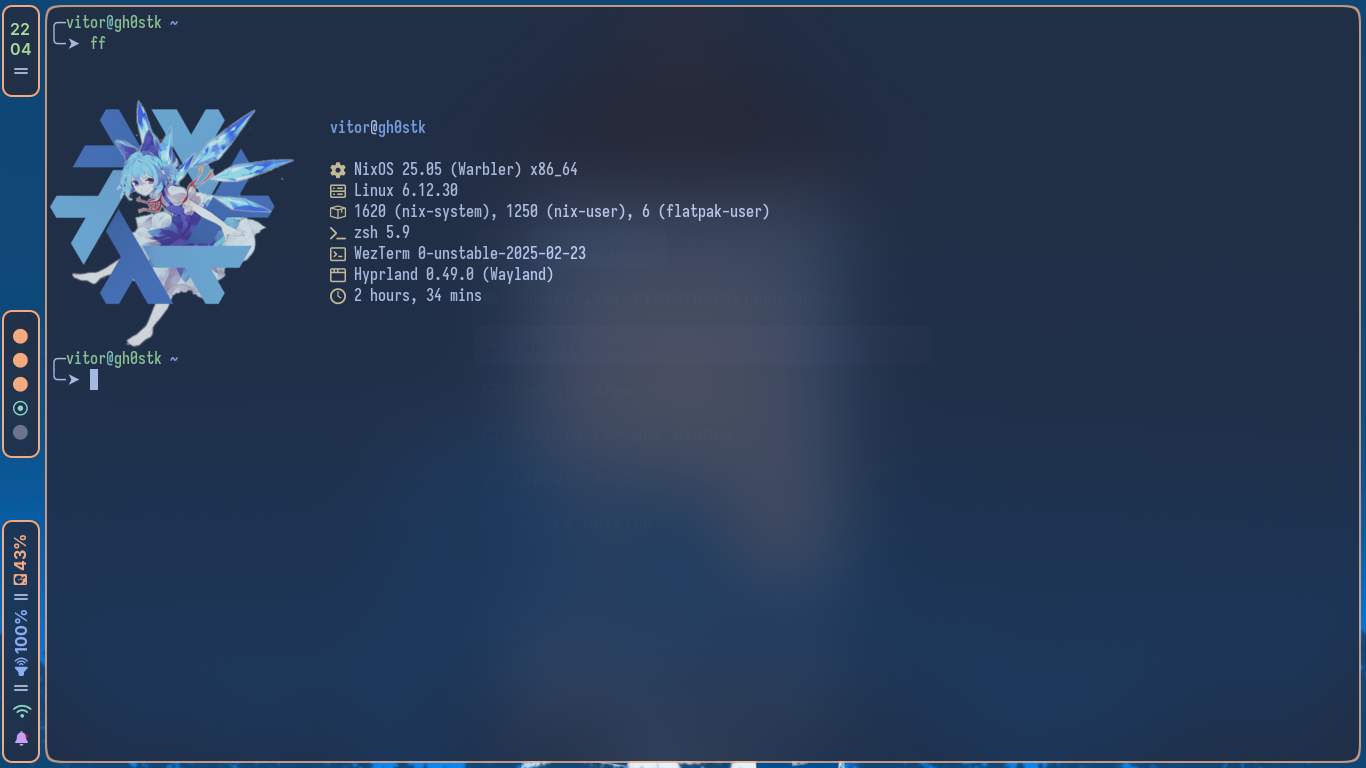 22
04
43%
100%
vitor@gh0stk ~
ff
vitor@gh0stk
NixOS 25.05 (Warbler) x86_64
Linux 6.12.30
1620 (nix-system), 1250 (nix-user), 6 (flatpak-user)
zsh 5.9
WezTerm 0-unstable-2025-02-23
Hyprland 0.49.0 (Wayland)
2 hours, 34 mins
vitor@gh0stk ~